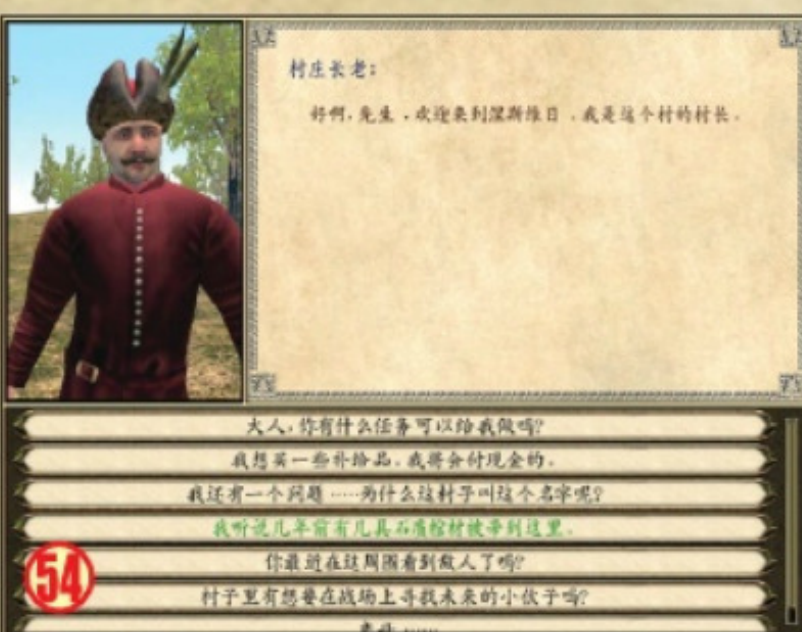 村庄长老:
好啊,先生,欢迎来到涅斯维日,我是这个村的村长。
大人,你有什么任务可以给我做吗?
我想买一些补给品。我将会付现金的。
我还有一个问题……为什么这村子叫这个名字呢?
我听说几年前有几具石质棺材被带到这里。
你最近在这周围看到敌人了吗?
村子里有想要在战场上寻找未来的小伙子吗?
54